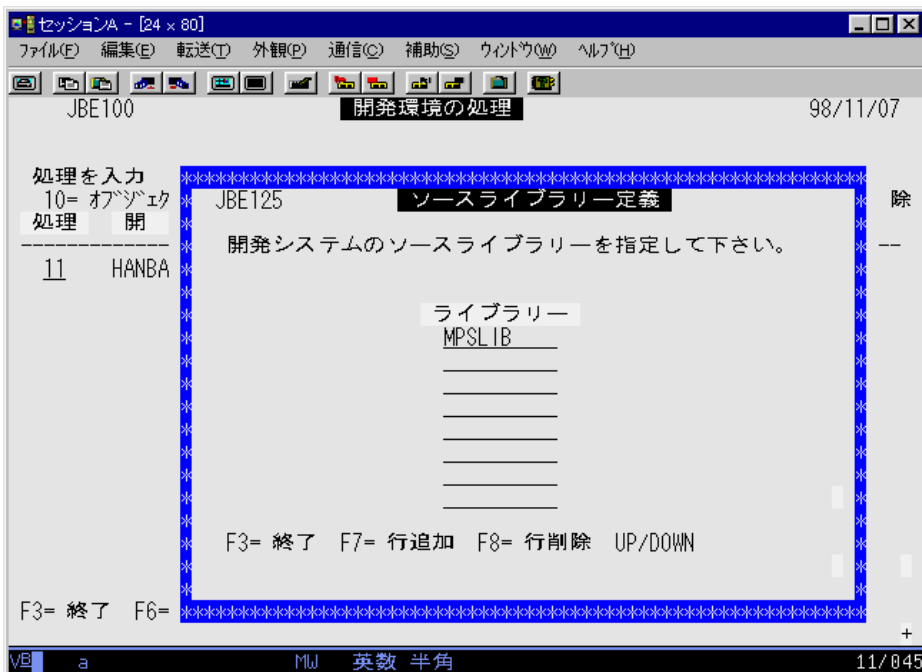 セッションA - [24 x 80]
ファイル(F) 編集(E) 転送(T) 外観(P) 通信(C) 補助(S) ウィンドウ(W) ヘルプ(H)
JBE100 開発環境の処理 98/11/07
処理を入力
10= オブジェク 除
処理 開
11 HANBA
JBE125 ソースライブラリー定義
開発システムのソースライブラリーを指定して下さい。
ライブラリー
MPSLIB
F3= 終了 F7= 行追加 F8= 行削除 UP/DOWN
F3= 終了 F6=
+
VB a MW 英数 半角 11/045